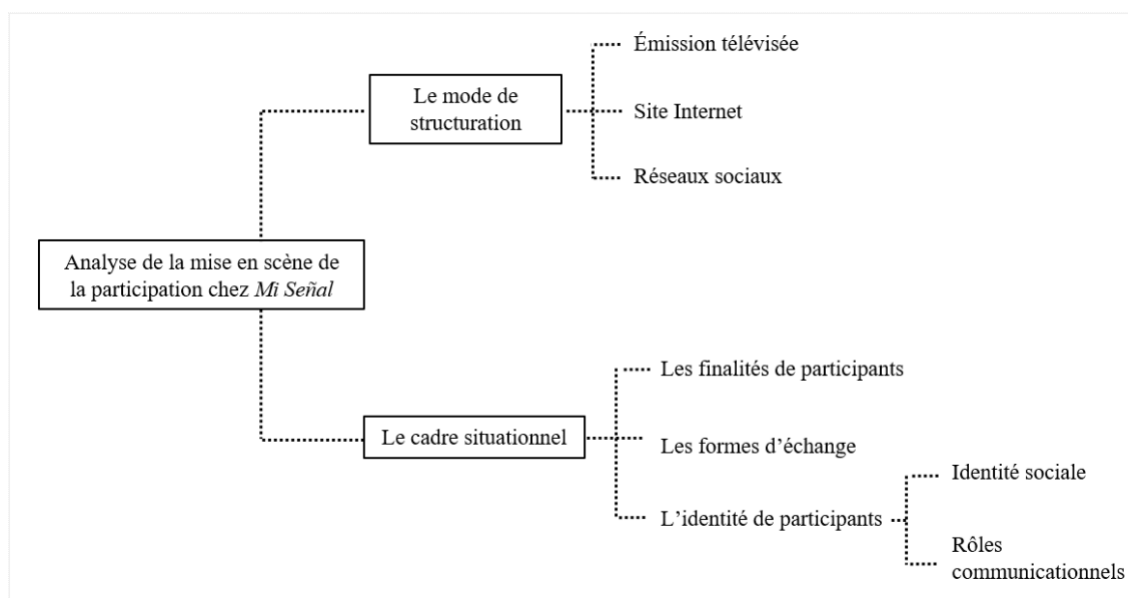 Émission télévisée
Le mode de
structuration
Site Internet
Réseaux sociaux
Analyse de la mise en scène de
la participation chez Mi Señal
Les finalités de participants
Le cadre situationnel
Les formes d’échange
Identité sociale
L’identité de participants
Rôles
communicationnels